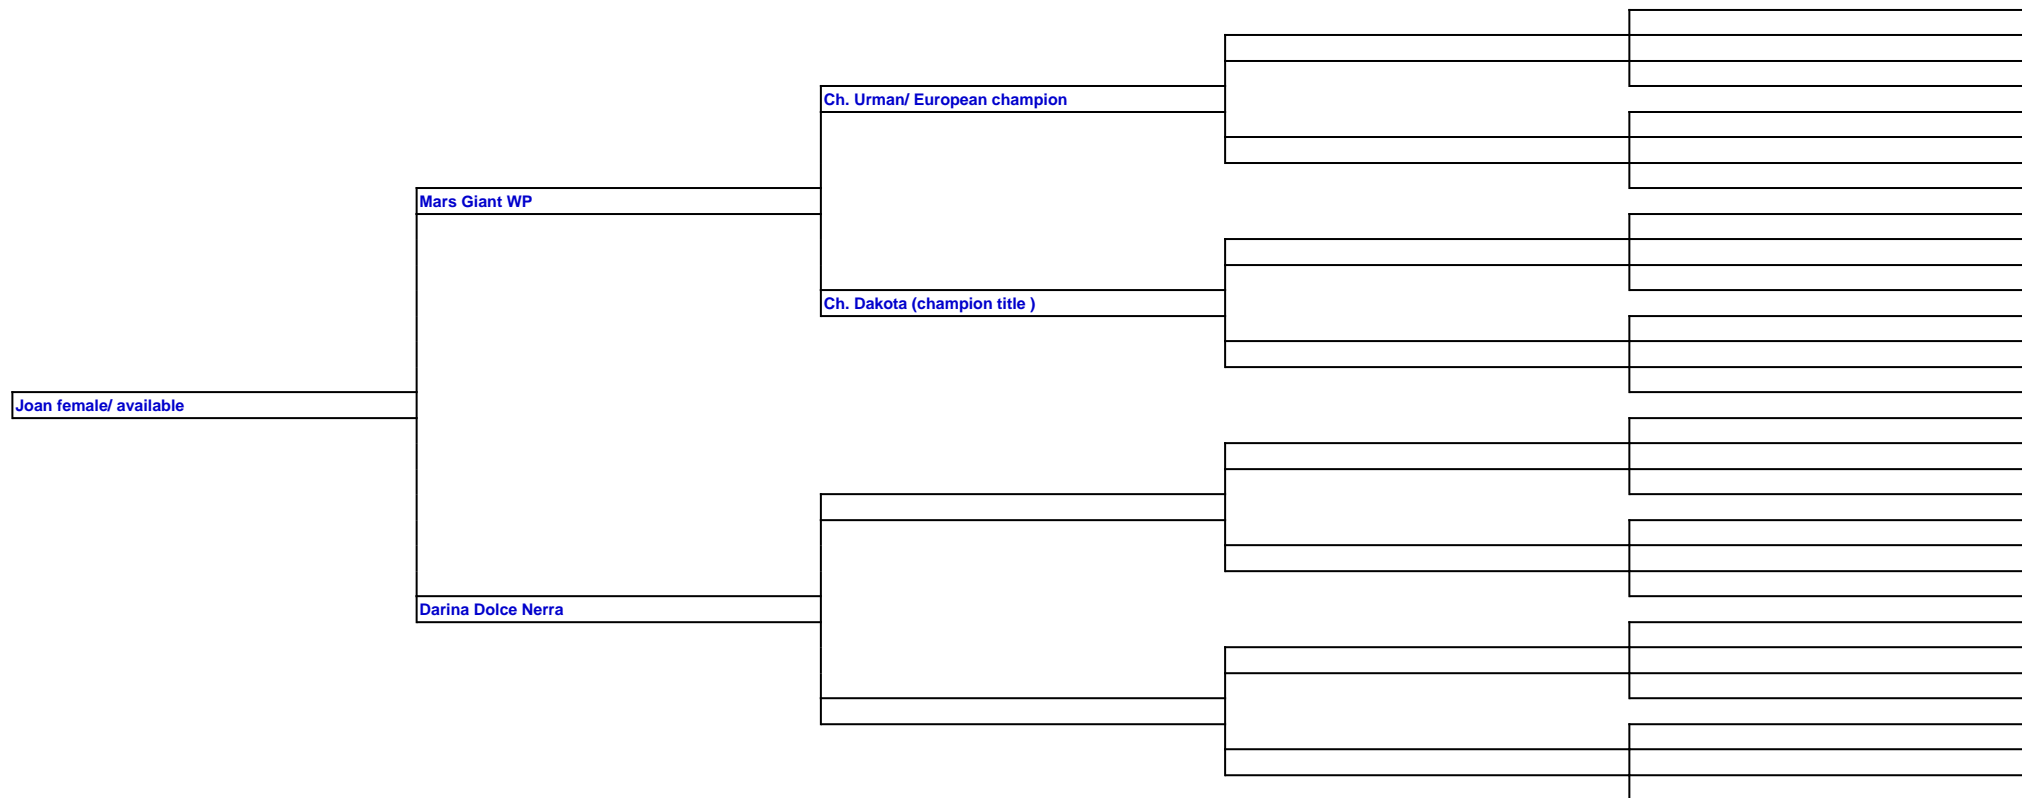 Ch. Urman/ European champion
Mars Giant WP
Ch. Dakota (champion title )
Joan female/ available
Darina Dolce Nerra